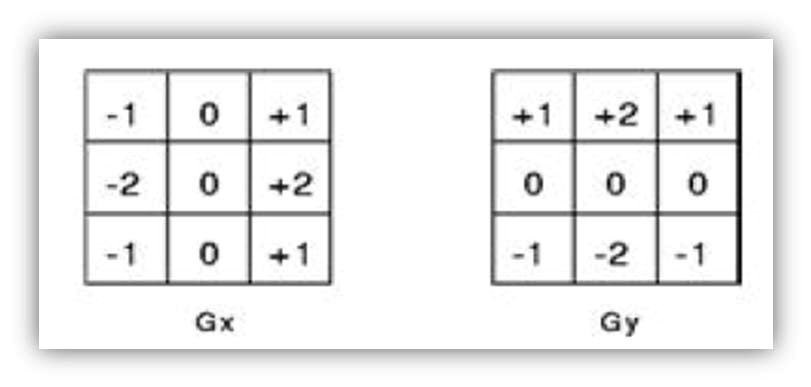 -1 0 +1
-2 0 +2
-1 0 +1
Gx
+1 +2 +1
0 0 0
-1 -2 -1
Gy